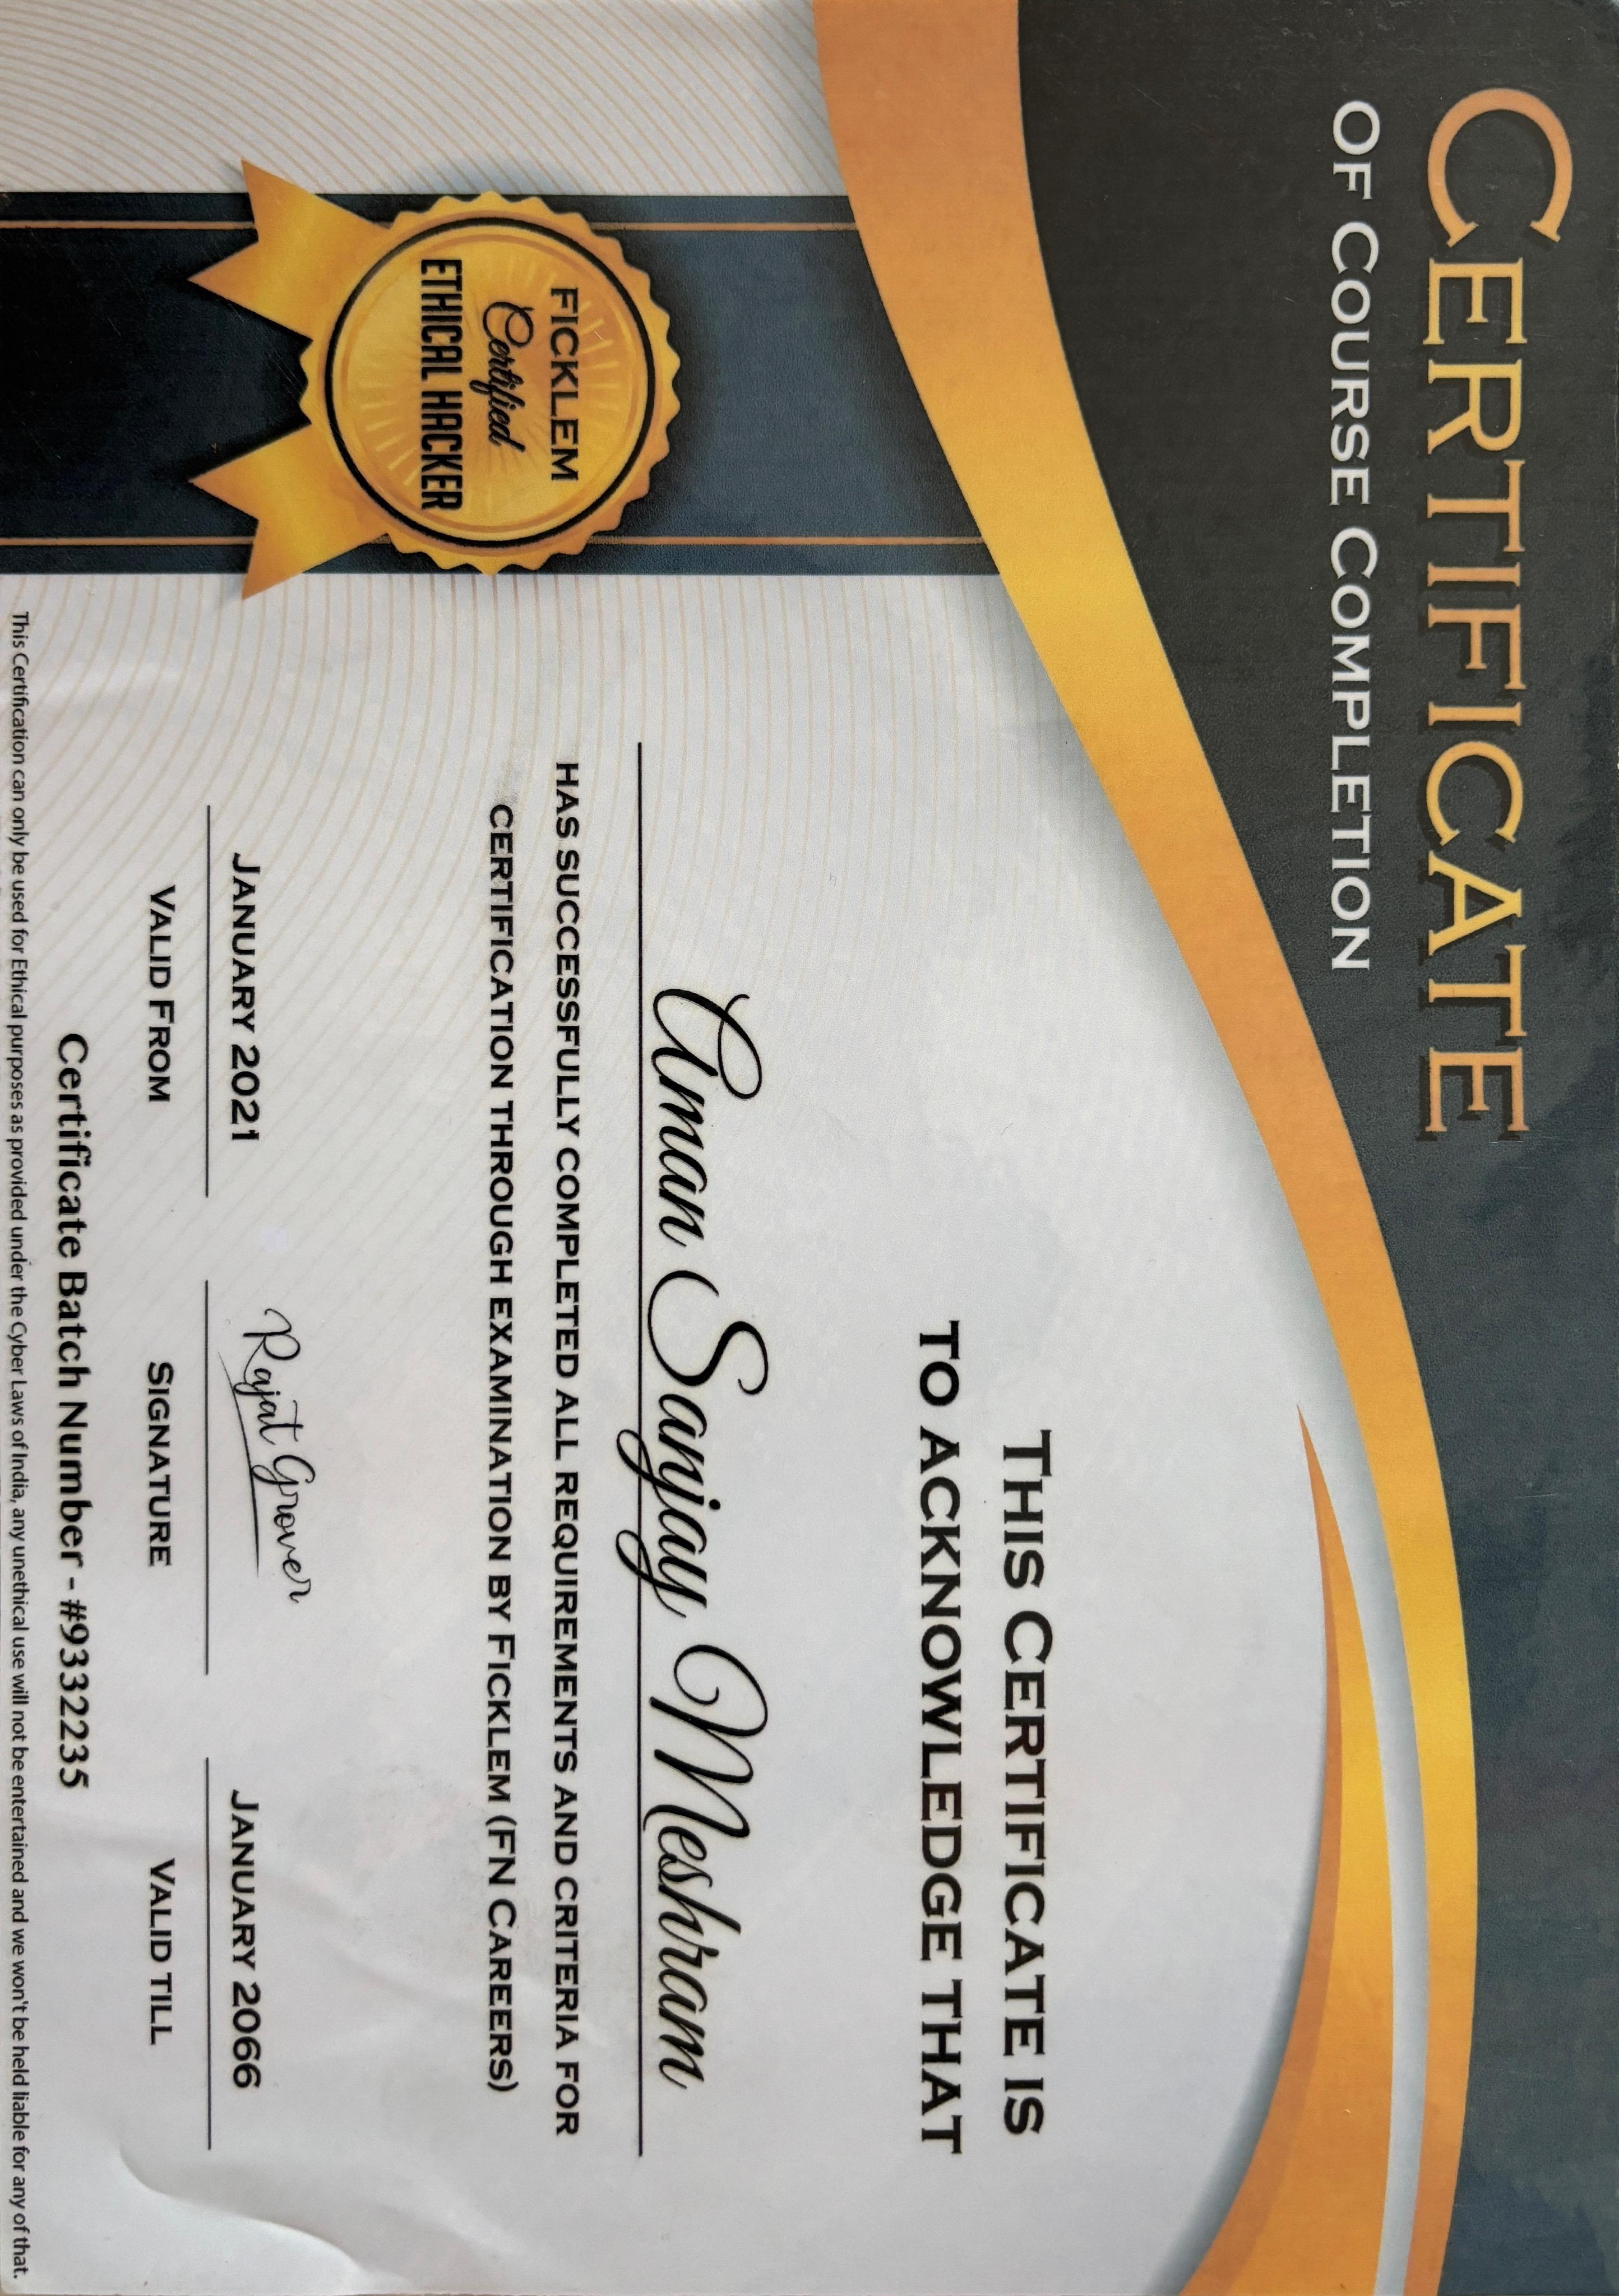 CERTIFICATE
OF COURSE COMPLETION
THIS CERTIFICATE IS
TO ACKNOWLEDGE THAT
Aman Sanjay Meshram
HAS SUCCESSFULLY COMPLETED ALL REQUIREMENTS AND CRITERIA FOR
CERTIFICATION THROUGH EXAMINATION BY FICKLEM (FN CAREERS)
FICKLEM
Certified
ETHICAL HACKER
JANUARY 2021
VALID FROM
Rajat Grover
SIGNATURE
JANUARY 2066
VALID TILL
Certificate Batch Number - #9332235
This Certification can only be used for Ethical purposes as provided under the Cyber Laws of India, any unethical use will not be entertained and we won't be held liable for any of that.